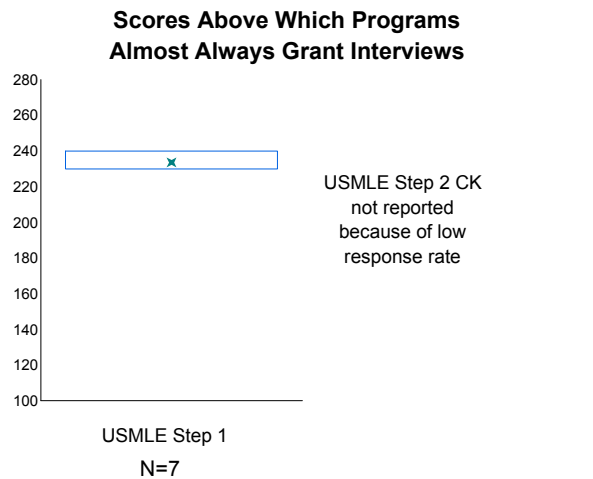 Scores Above Which Programs
Almost Always Grant Interviews
280
260
240
220
200
180
160
140
120
100
USMLE Step 2 CK
not reported
because of low
response rate
USMLE Step 1
N=7